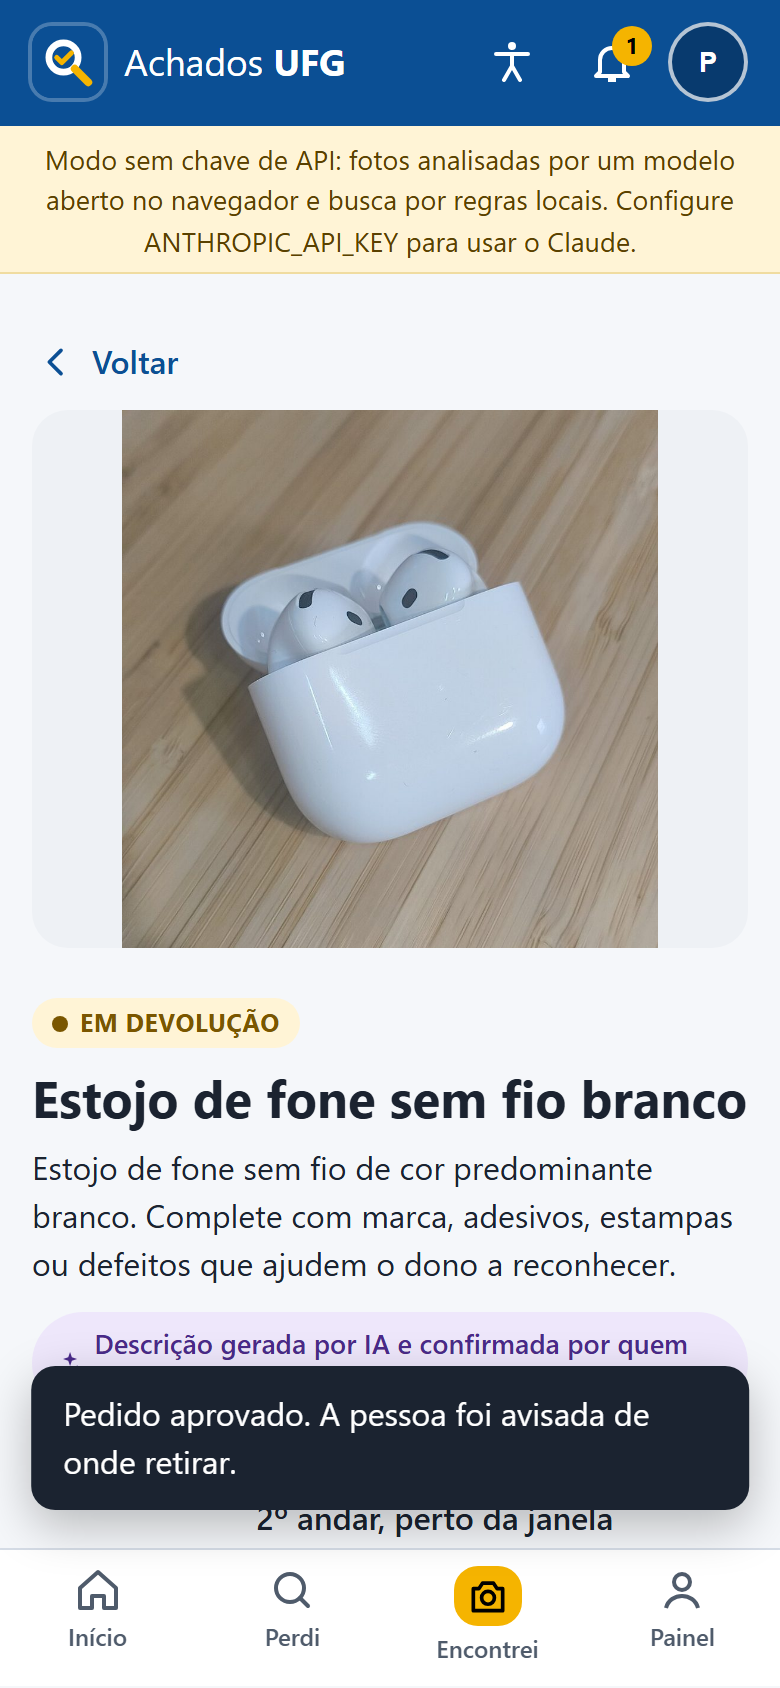 Achados UFG
1
P
Modo sem chave de API: fotos analisadas por um modelo
aberto no navegador e busca por regras locais. Configure
ANTHROPIC_API_KEY para usar o Claude.
Voltar
EM DEVOLUÇÃO
Estojo de fone sem fio branco
Estojo de fone sem fio de cor predominante
branco. Complete com marca, adesivos, estampas
ou defeitos que ajudem o dono a reconhecer.
Descrição gerada por IA e confirmada por quem
Pedido aprovado. A pessoa foi avisada de
onde retirar.
2º andar, perto da janela
Início
Perdi
Encontrei
Painel